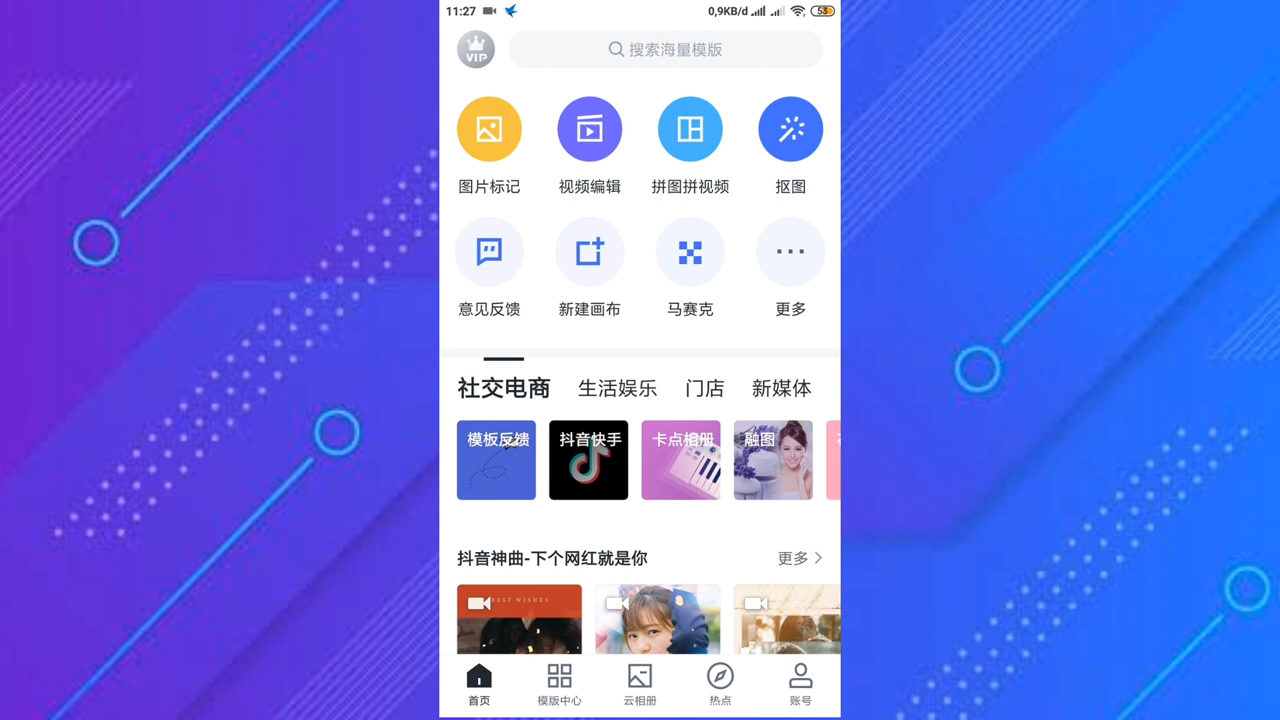 11:27
0,9KB/d
53
VIP
搜索海量模版
图片标记
视频编辑
拼图拼视频
抠图
意见反馈
新建画布
马赛克
更多
社交电商
生活娱乐
门店
新媒体
模板反馈
抖音快手
卡点相册
融图
抖音神曲-下个网红就是你
更多
BEST WISHES
首页
模版中心
云相册
热点
账号